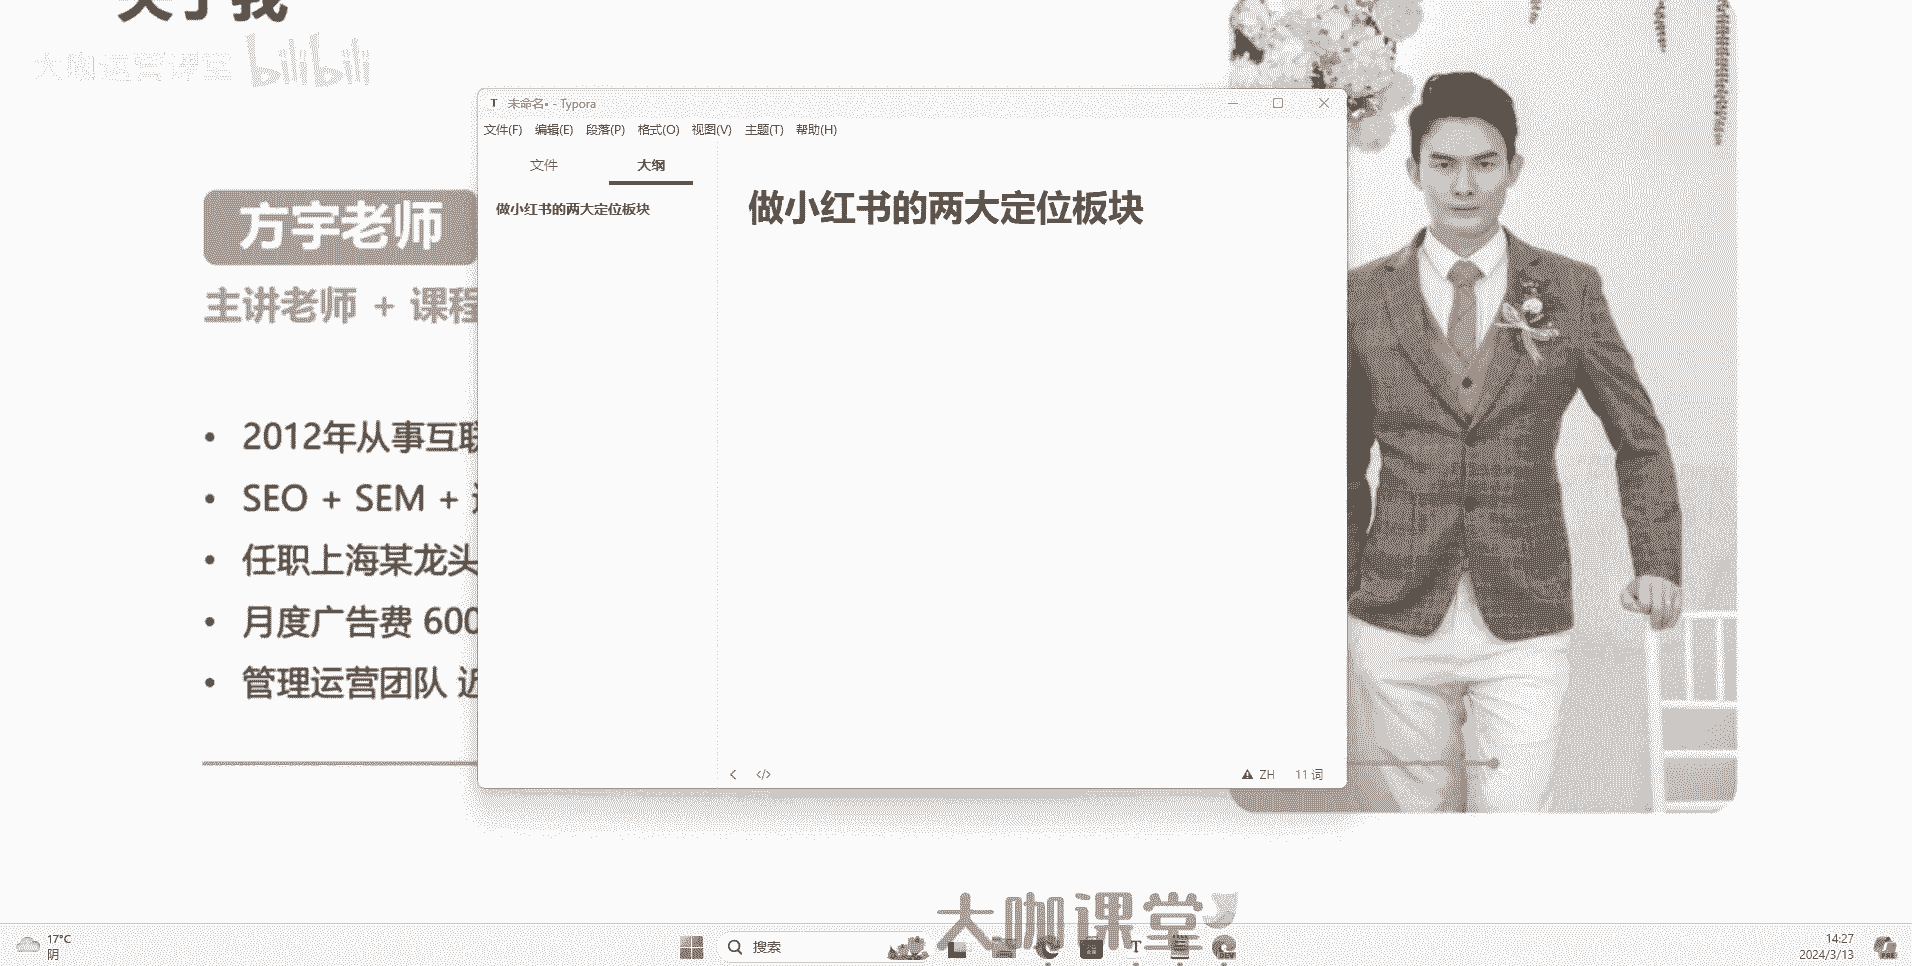 关于我
大咖运营课堂 bilibili
未命名• - Typora
文件(F) 编辑(E) 段落(P) 格式(O) 视图(V) 主题(T) 帮助(H)
文件 大纲
做小红书的两大定位板块
做小红书的两大定位板块
方宇老师
主讲老师 + 课程
• 2012年从事互联
• SEO + SEM +
• 任职上海某龙头
• 月度广告费 600
• 管理运营团队 近
</> ZH 11 词
大咖课堂
17°C
阴
搜索
14:27
2024/3/13